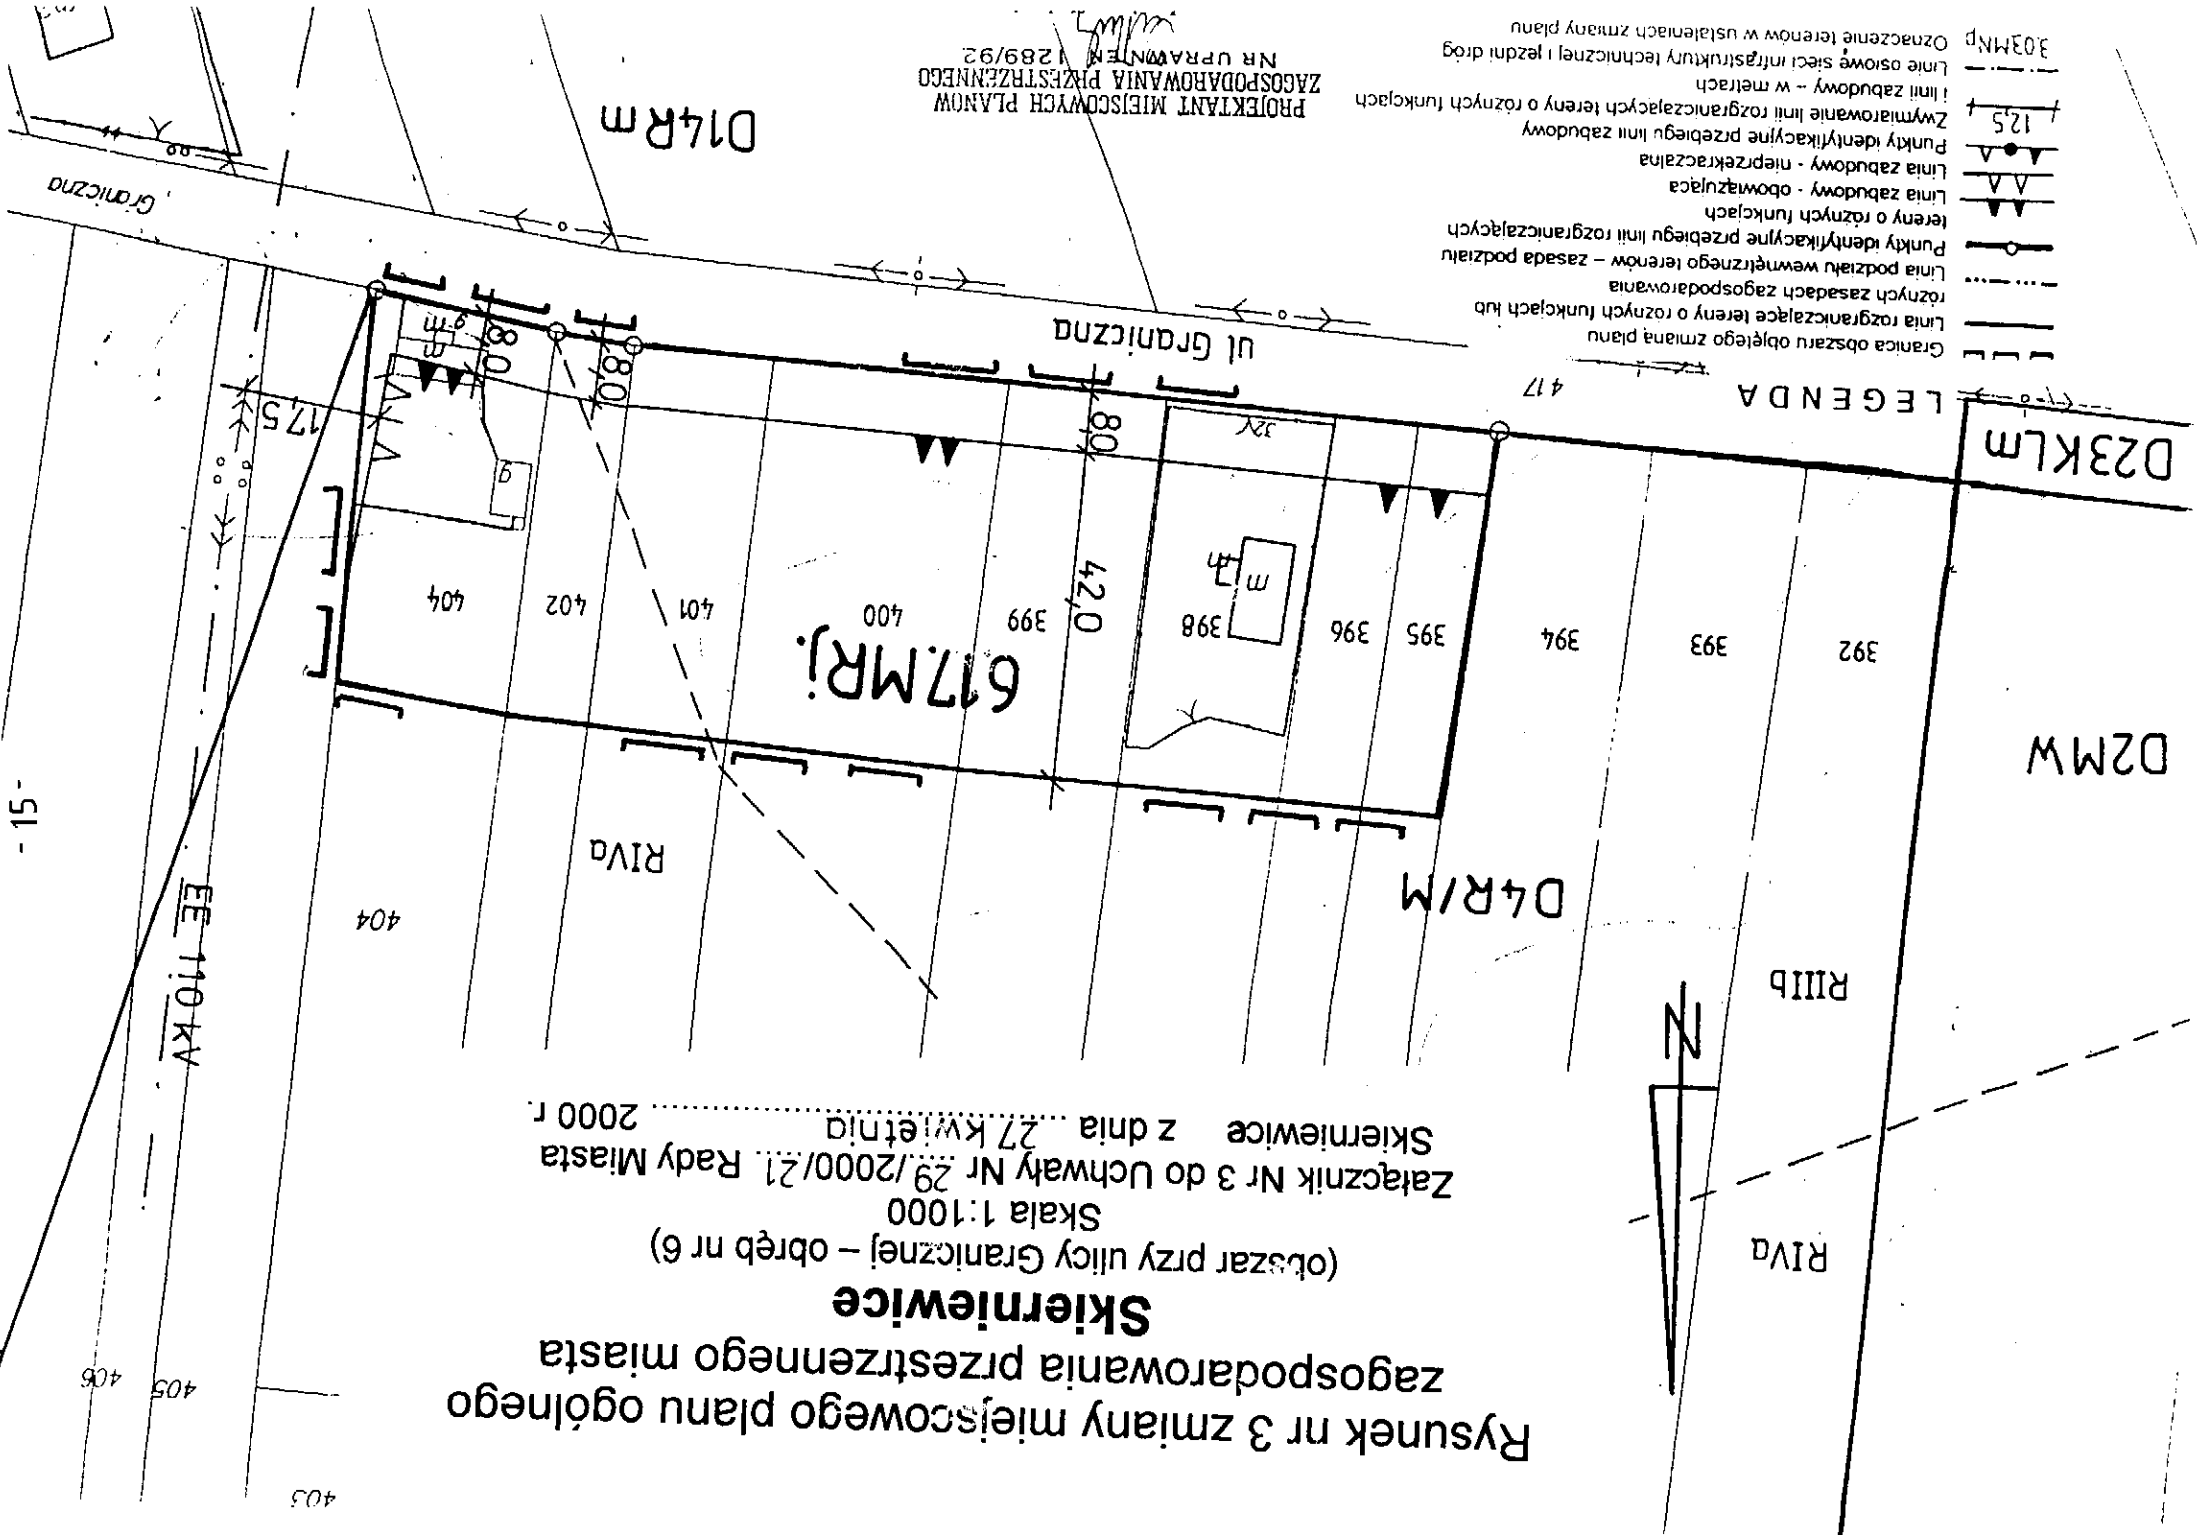 Rysunek nr 3 zmiany miejscowego planu ogólnego
zagospodarowania przestrzennego miasta
Skierniewice
(obszar przy ulicy Granicznej – obręb nr 6)
Skala 1:1000
Załącznik Nr 3 do Uchwały Nr 29/2000/21 Rady Miasta
Skierniewice z dnia ...27 kwietnia............ 2000 r.
403
405
406
RIVa
RIIIb
N
EE 110 kV
D4R/M
404
RIVa
- 15 -
D2MW
392
393
394
395
396
398
399
400
401
402
404
617.MRj.
42,0
m
g
17,5
8,0
8,0
8,0
m
g
D23KLm
417
ul Graniczna
Graniczna
D14Rm
LEGENDA
Granica obszaru objętego zmianą planu
Linia rozgraniczające tereny o różnych funkcjach lub
różnych zasadach zagospodarowania
Linia podziału wewnętrznego terenów – zasada podziału
Punkty identyfikacyjne przebiegu linii rozgraniczających
tereny o różnych funkcjach
Linia zabudowy - obowiązująca
Linia zabudowy - nieprzekraczalna
Punkty identyfikacyjne przebiegu linii zabudowy
12,5 Zwymiarowanie linii rozgraniczających tereny o różnych funkcjach
i linii zabudowy – w metrach
Linie osiowe sieci infrastruktury technicznej i jezdni dróg
3.03MNp Oznaczenie terenów w ustaleniach zmiany planu
PROJEKTANT MIEJSCOWYCH PLANÓW
ZAGOSPODAROWANIA PRZESTRZENNEGO
NR UPRAWNIEŃ 1289/92